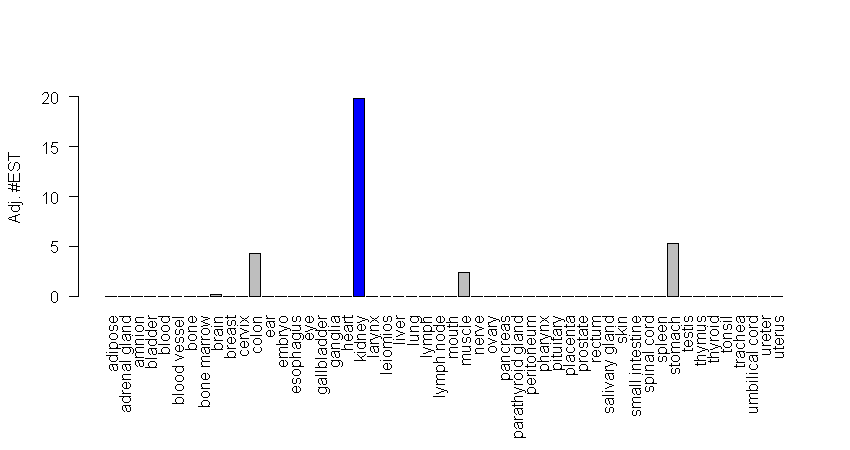 Adj. #EST
20
15
10
5
0
adipose
adrenal gland
amnion
bladder
blood
blood vessel
bone
bone marrow
brain
breast
cervix
colon
ear
embryo
esophagus
eye
gallbladder
ganglia
heart
kidney
larynx
leiomios
liver
lung
lymph
lymph node
mouth
muscle
nerve
ovary
pancreas
parathyroid gland
peritoneum
pharynx
pituitary
placenta
prostate
rectum
salivary gland
skin
small intestine
spinal cord
spleen
stomach
testis
thymus
thyroid
tonsil
trachea
umbilical cord
ureter
uterus